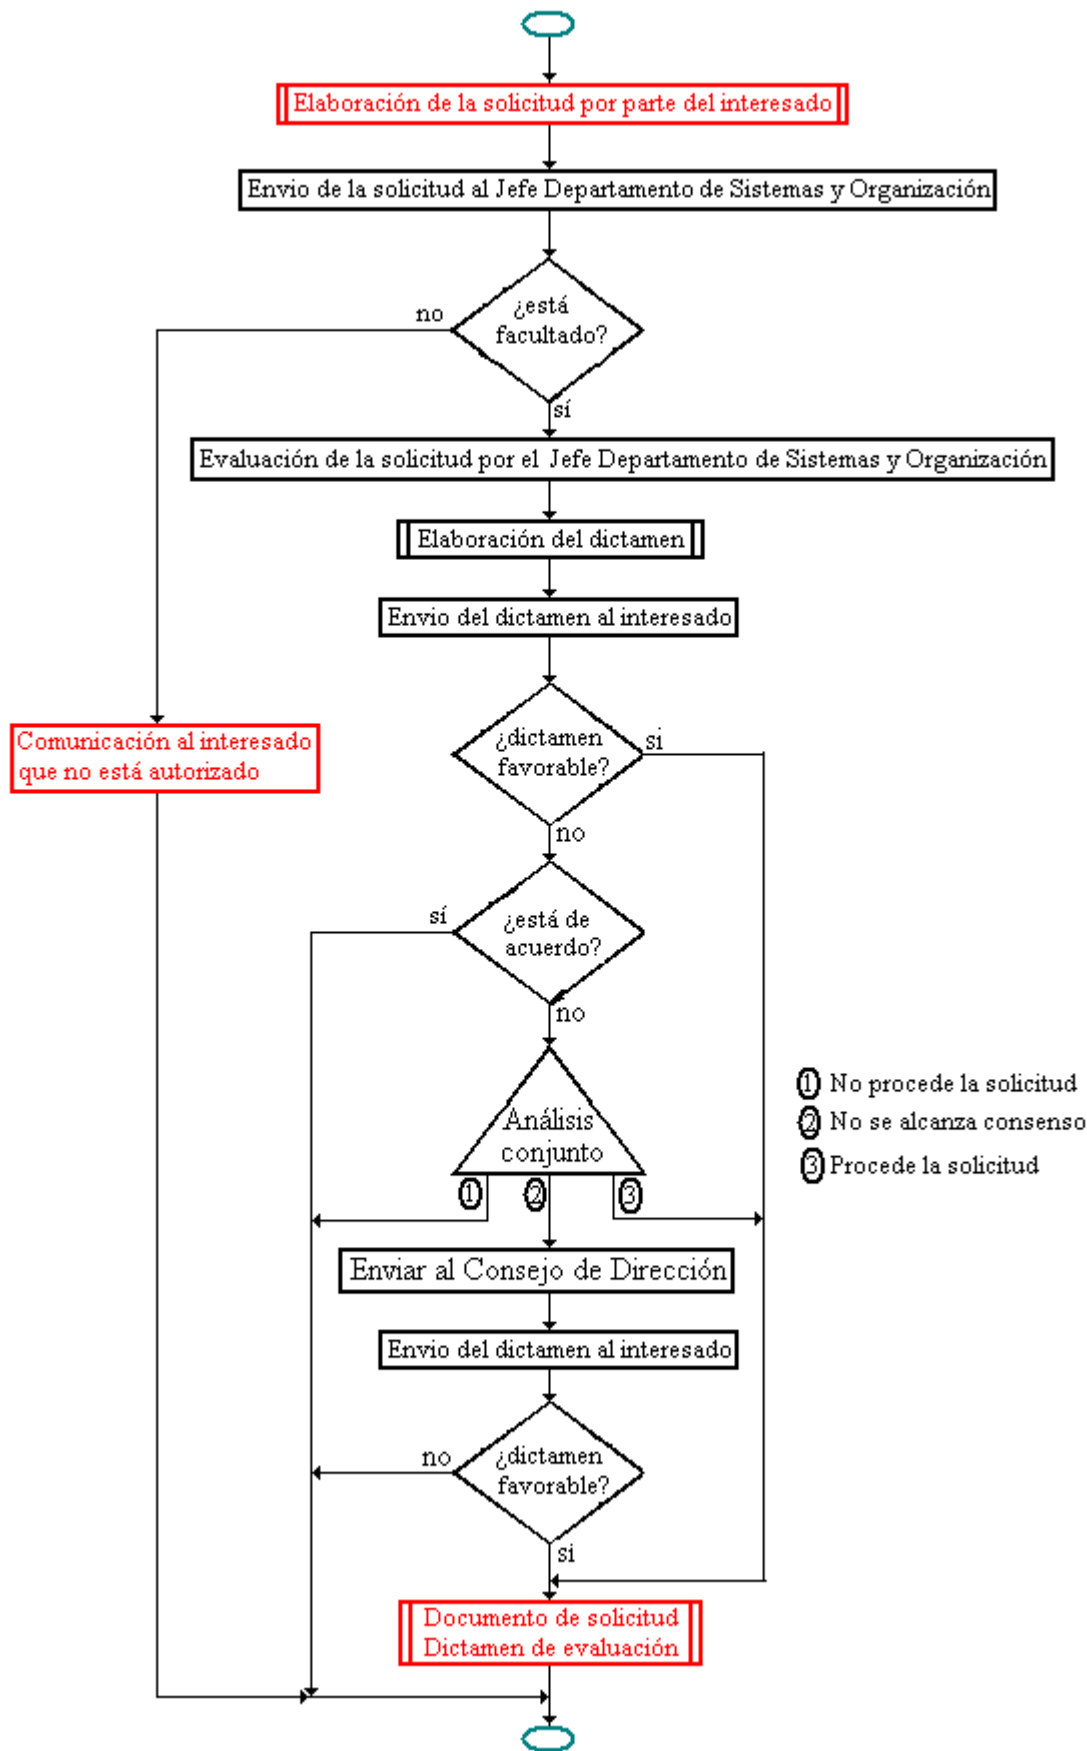 Elaboración de la solicitud por parte del interesado
Envio de la solicitud al Jefe Departamento de Sistemas y Organización
¿está
facultado?
no
sí
Evaluación de la solicitud por el Jefe Departamento de Sistemas y Organización
Elaboración del dictamen
Envio del dictamen al interesado
Comunicación al interesado
que no está autorizado
¿dictamen
favorable?
si
no
¿está de
acuerdo?
sí
no
Análisis
conjunto
1
2
3
1 No procede la solicitud
2 No se alcanza consenso
3 Procede la solicitud
Enviar al Consejo de Dirección
Envio del dictamen al interesado
¿dictamen
favorable?
no
si
Documento de solicitud
Dictamen de evaluación